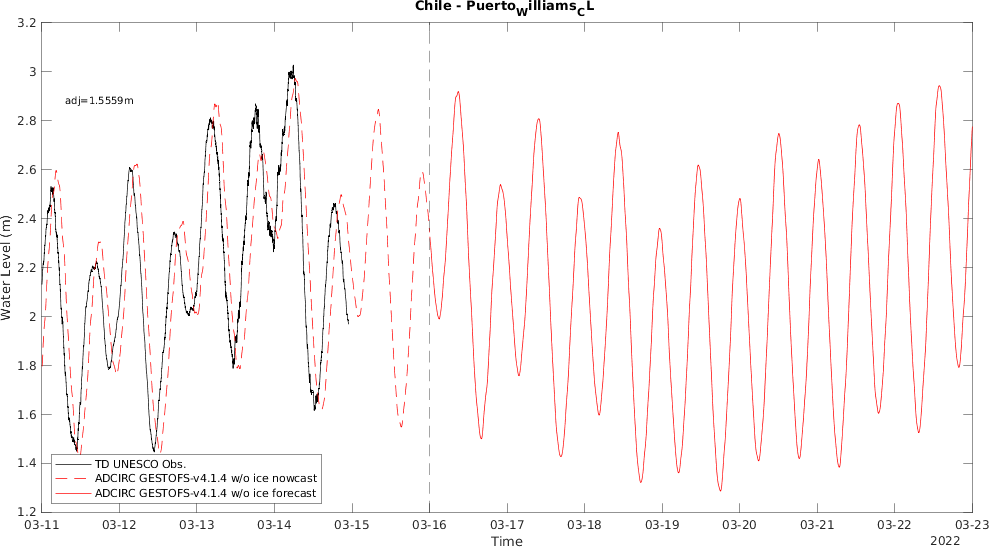 Chile - PuertoWilliamsCL
3.2
3
2.8
2.6
2.4
2.2
2
1.8
1.6
1.4
1.2
Water Level (m)
adj=1.5559m
TD UNESCO Obs.
ADCIRC GESTOFS-v4.1.4 w/o ice nowcast
ADCIRC GESTOFS-v4.1.4 w/o ice forecast
03-11 03-12 03-13 03-14 03-15 03-16 03-17 03-18 03-19 03-20 03-21 03-22 03-23
Time
2022